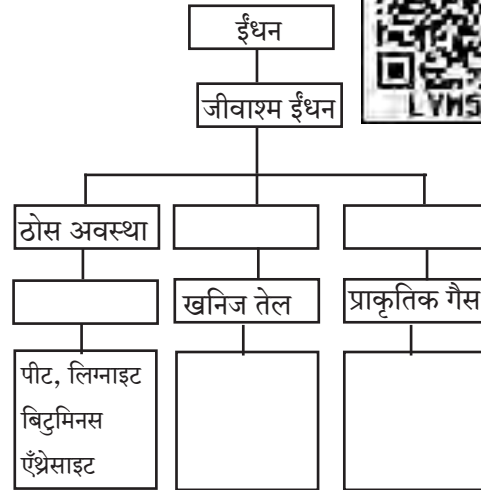 ईंधन
जीवाश्म ईंधन
ठोस अवस्था
खनिज तेल
प्राकृतिक गैस
पीट, लिग्नाइट
बिटुमिनस
एँथ्रेसाइट